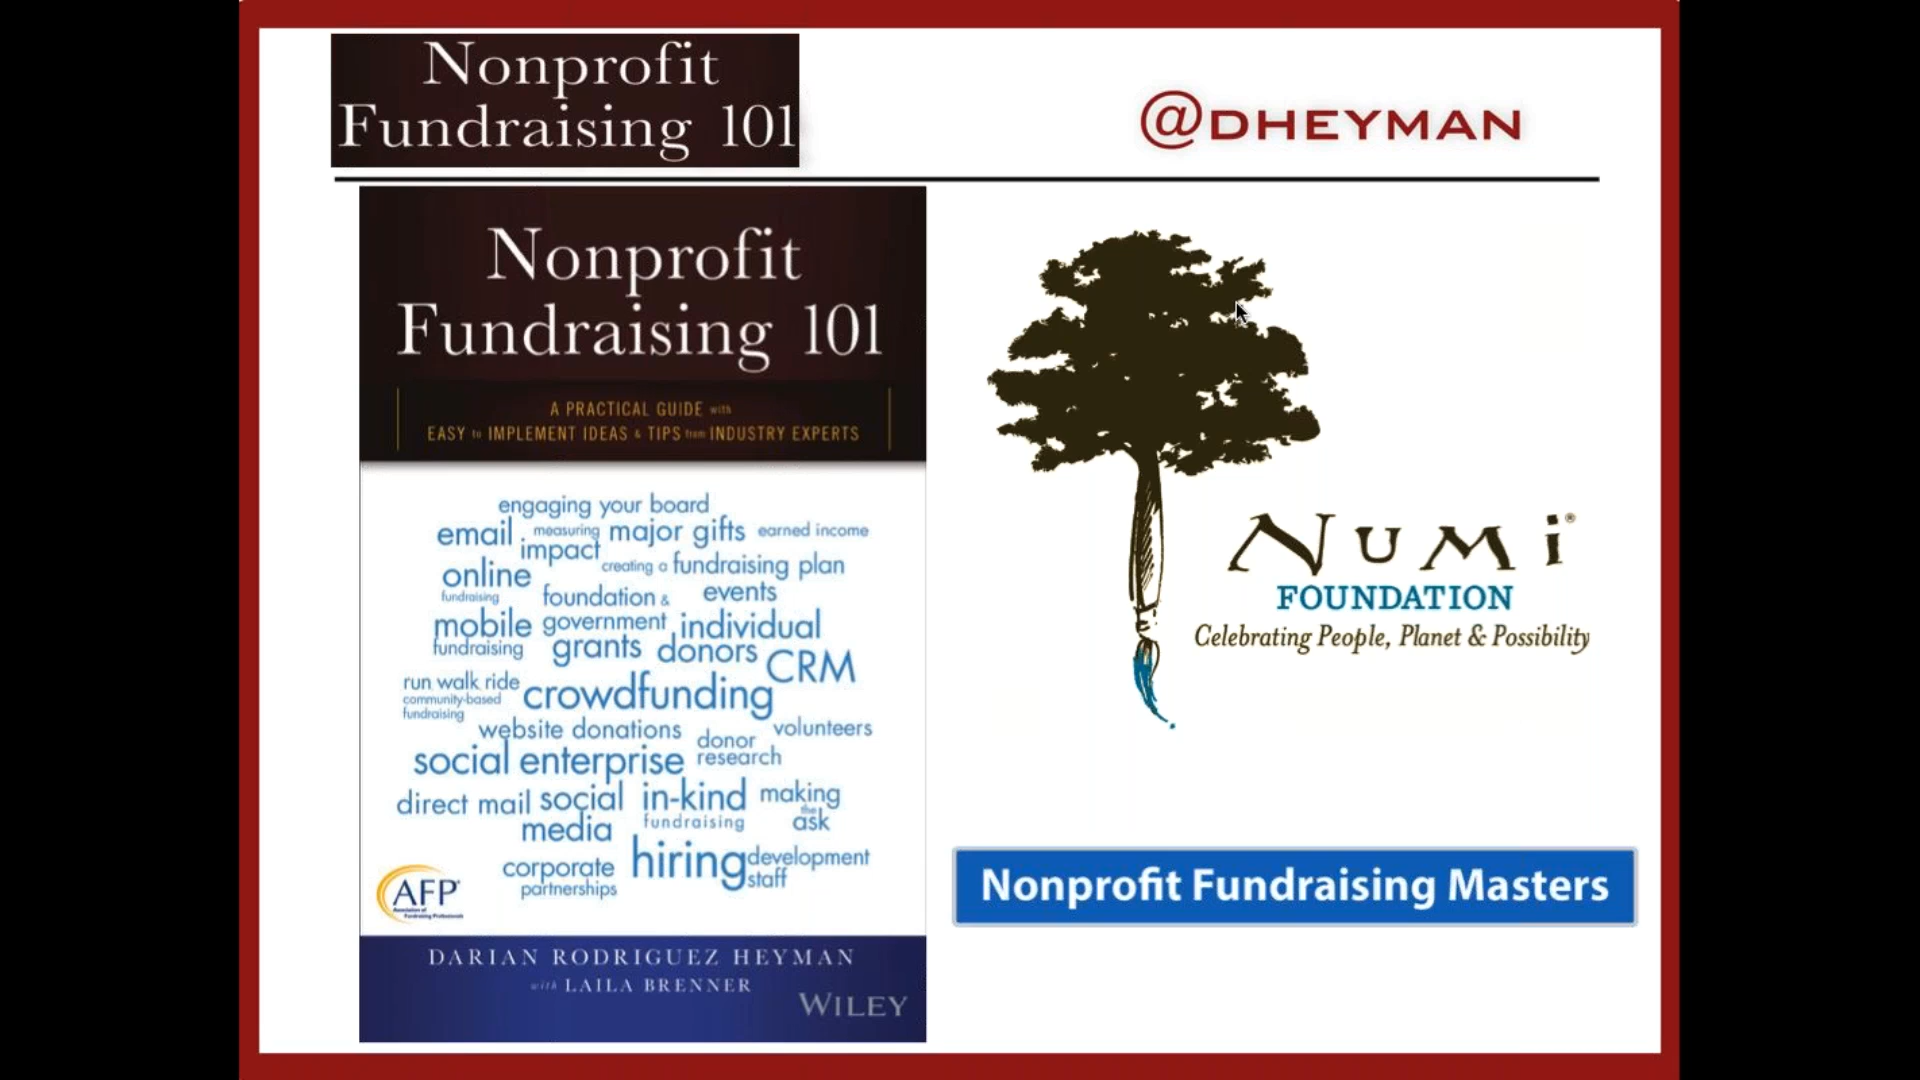 Nonprofit
Fundraising 101
@DHEYMAN
Nonprofit
Fundraising 101
A PRACTICAL GUIDE with
EASY to IMPLEMENT IDEAS & TIPS from INDUSTRY EXPERTS
engaging your board
email
measuring
impact
major gifts
earned income
online
fundraising
creating a fundraising plan
foundation &
government
grants
events
mobile
fundraising
individual
donors
CRM
run walk ride
community-based
fundraising
crowdfunding
website donations
donor
research
volunteers
social enterprise
direct mail
social
media
in-kind
fundraising
making
the
ask
corporate
partnerships
hiring
development
staff
AFP
Association of
Fundraising Professionals
DARIAN RODRIGUEZ HEYMAN
with LAILA BRENNER
WILEY
NUMi®
FOUNDATION
Celebrating People, Planet & Possibility
Nonprofit Fundraising Masters